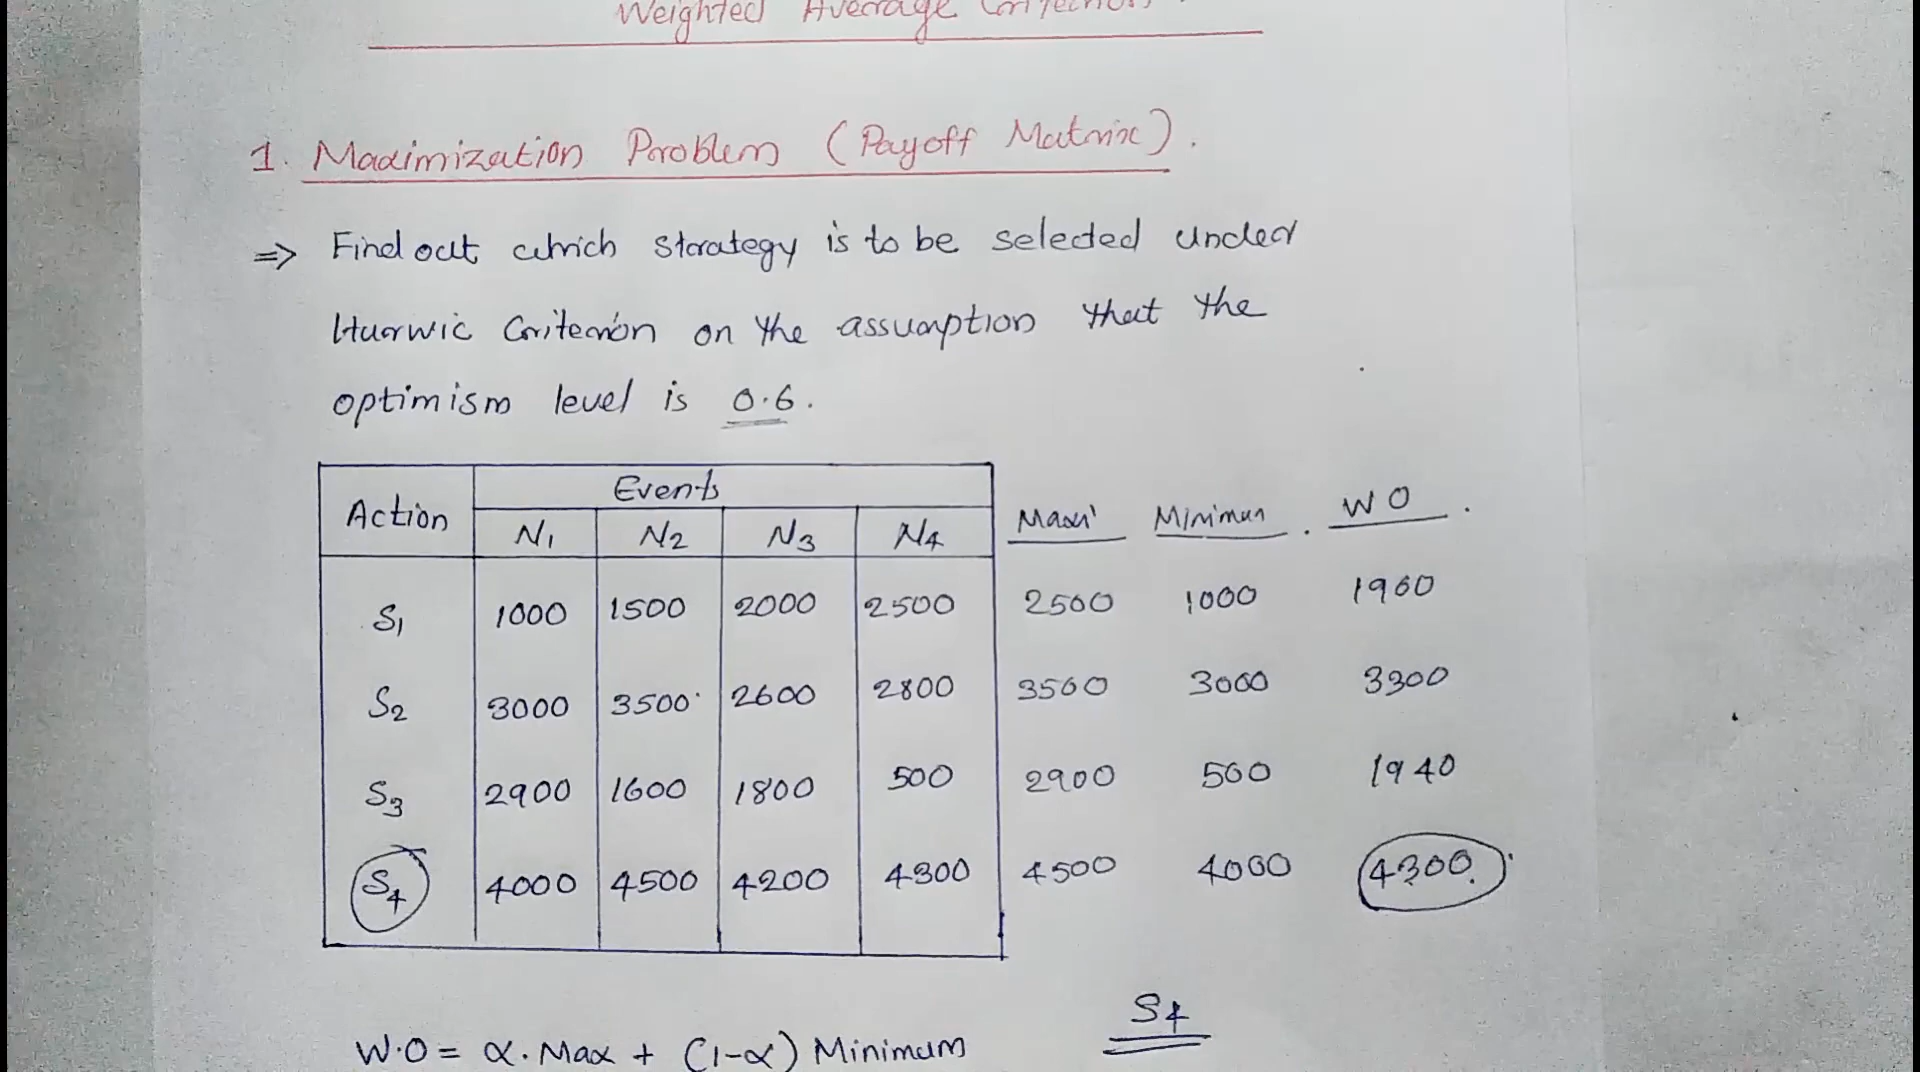 Weighted Average Criterion
1. Maximization Problem (Payoff Matrix).
⇒ Find out which strategy is to be selected under
Hurwic Criterion on the assumption that the
optimism level is 0.6.
Action Events Maxi Minimum. WO.
N1 N2 N3 N4
S1 1000 1500 2000 2500 2500 1000 1960
S2 3000 3500 2600 2800 3500 3000 3300
S3 2900 1600 1800 500 2900 500 1940
S4 4000 4500 4200 4300 4500 4000 4300.
S4
W.O = α. Max + (1-α) Minimum